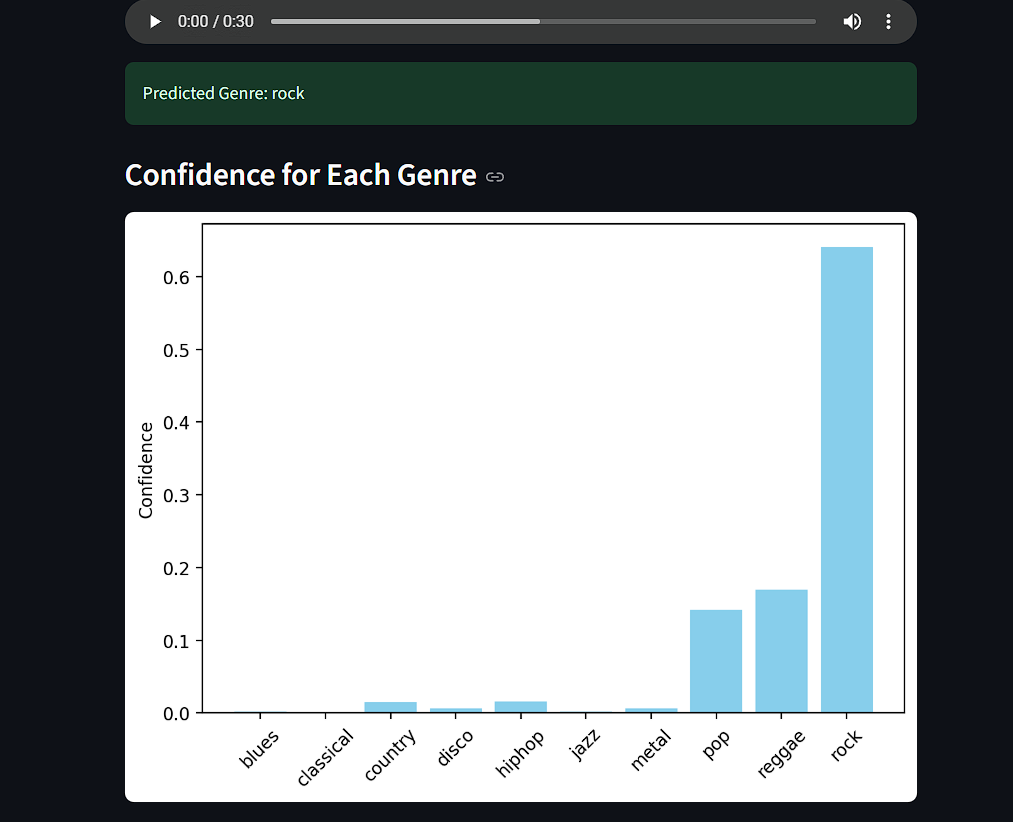 0:00 / 0:30
Predicted Genre: rock
Confidence for Each Genre
Confidence
0.6
0.5
0.4
0.3
0.2
0.1
0.0
blues
classical
country
disco
hiphop
jazz
metal
pop
reggae
rock